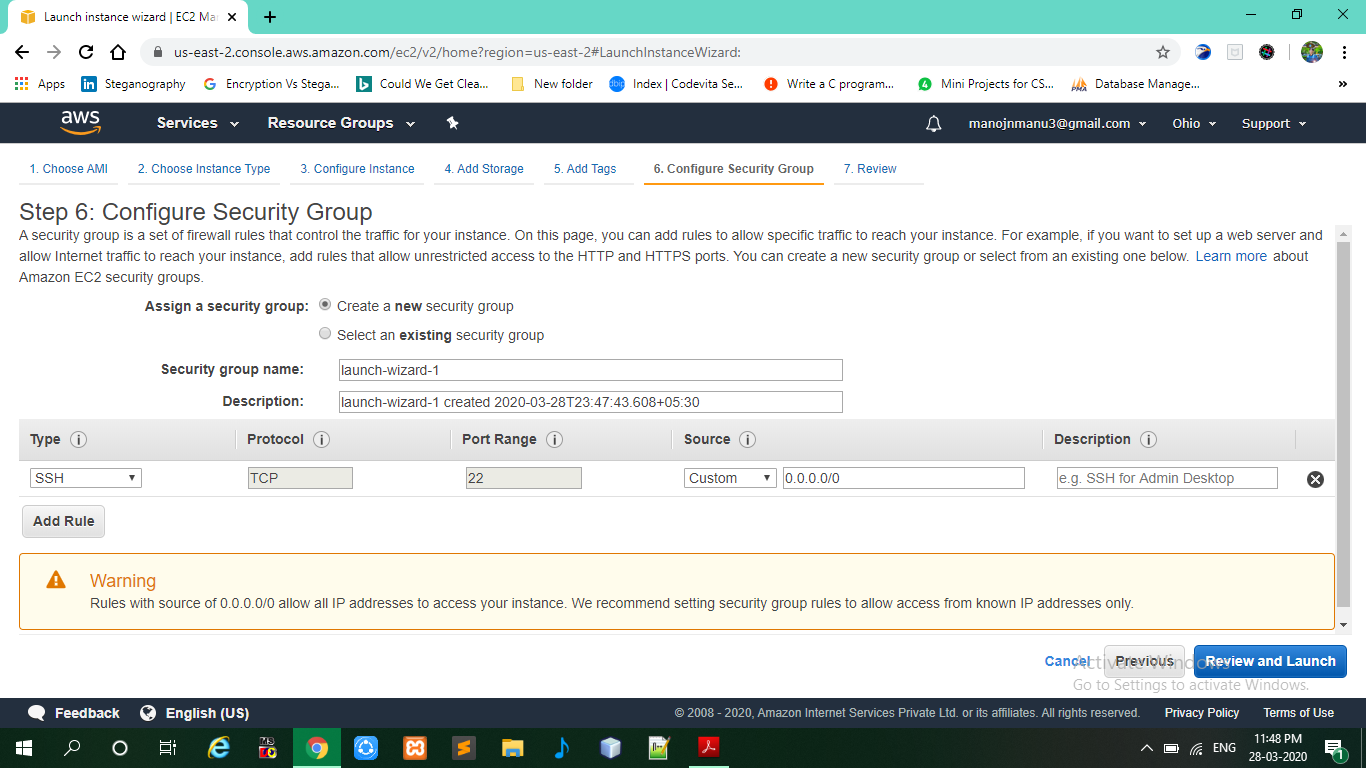 Launch instance wizard | EC2 Ma
us-east-2.console.aws.amazon.com/ec2/v2/home?region=us-east-2#LaunchInstanceWizard:
Apps Steganography Encryption Vs Stega... Could We Get Clea... New folder Index | Codevita Se... Write a C program... Mini Projects for CS... Database Manage... »
aws Services Resource Groups manojnmanu3@gmail.com Ohio Support
1. Choose AMI 2. Choose Instance Type 3. Configure Instance 4. Add Storage 5. Add Tags 6. Configure Security Group 7. Review
Step 6: Configure Security Group
A security group is a set of firewall rules that control the traffic for your instance. On this page, you can add rules to allow specific traffic to reach your instance. For example, if you want to set up a web server and
allow Internet traffic to reach your instance, add rules that allow unrestricted access to the HTTP and HTTPS ports. You can create a new security group or select from an existing one below. Learn more about
Amazon EC2 security groups.
Assign a security group: Create a new security group
Select an existing security group
Security group name: launch-wizard-1
Description: launch-wizard-1 created 2020-03-28T23:47:43.608+05:30
Type i Protocol i Port Range i Source i Description i
SSH TCP 22 Custom 0.0.0.0/0 e.g. SSH for Admin Desktop
Add Rule
Warning
Rules with source of 0.0.0.0/0 allow all IP addresses to access your instance. We recommend setting security group rules to allow access from known IP addresses only.
Cancel Previous Review and Launch
Activate Windows
Go to Settings to activate Windows.
Feedback English (US) © 2008 - 2020, Amazon Internet Services Private Ltd. or its affiliates. All rights reserved. Privacy Policy Terms of Use
ENG 11:48 PM
28-03-2020 1